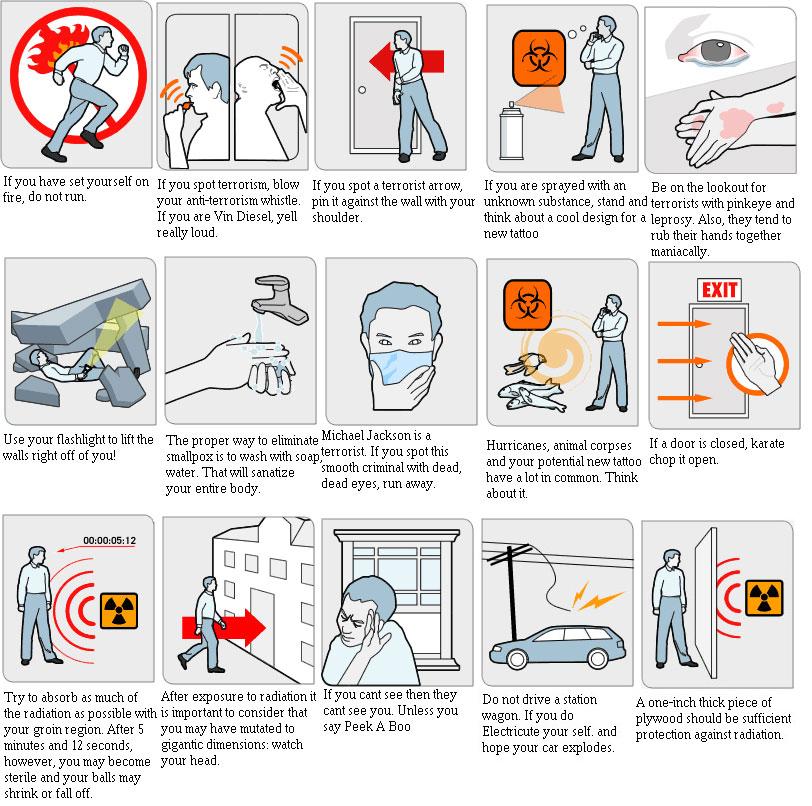 If you have set yourself on
fire, do not run.
If you spot terrorism, blow
your anti-terrorism whistle.
If you are Vin Diesel, yell
really loud.
If you spot a terrorist arrow,
pin it against the wall with your
shoulder.
If you are sprayed with an
unknown substance, stand and
think about a cool design for a
new tattoo
Be on the lookout for
terrorists with pinkeye and
leprosy. Also, they tend to
rub their hands together
maniacally.
Use your flashlight to lift the
walls right off of you!
The proper way to eliminate
smallpox is to wash with soap,
water. That will sanatize
your entire body.
Michael Jackson is a
terrorist. If you spot this
smooth criminal with dead,
dead eyes, run away.
Hurricanes, animal corpses
and your potential new tattoo
have a lot in common. Think
about it.
EXIT
If a door is closed, karate
chop it open.
00:00:05:12
Try to absorb as much of
the radiation as possible with
your groin region. After 5
minutes and 12 seconds,
however, you may become
sterile and your balls may
shrink or fall off.
After exposure to radiation it
is important to consider that
you may have mutated to
gigantic dimensions: watch
your head.
If you cant see then they
cant see you. Unless you
say Peek A Boo
Do not drive a station
wagon. If you do
Electricute your self. and
hope your car explodes.
A one-inch thick piece of
plywood should be sufficient
protection against radiation.